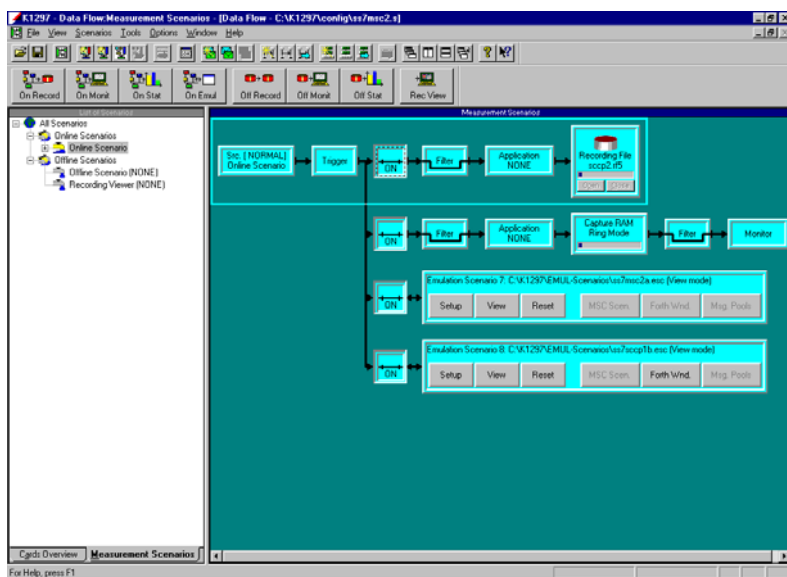 K1297 - Data Flow:Measurement Scenarios - [Data Flow - C:\K1297\config\ss7msc2.s]
File View Scenarios Tools Options Window Help
On Record On Monit On Stat On Emul Off Record Off Monit Off Stat Rec View
List of Scenarios
Measurement Scenarios
All Scenarios
Online Scenarios
Online Scenario
Offline Scenarios
Offline Scenario (NONE)
Recording Viewer (NONE)
Src. [ NORMAL]
Online Scenario
Trigger
ON
Filter
Application
NONE
Recording File
sccp2.rf5
OPEN CLOSE
ON
Filter
Application
NONE
Capture RAM
Ring Mode
Filter
Monitor
ON
Emulation Scenario 7: C:\K1297\EMUL-Scenarios\ss7msc2a.esc (View mode)
Setup View Reset MSC Scen. Forth Wnd. Msg. Pools
ON
Emulation Scenario 8: C:\K1297\EMUL-Scenarios\ss7sccp1b.esc (View mode)
Setup View Reset MSC Scen. Forth Wnd. Msg. Pools
Cards Overview Measurement Scenarios
For Help, press F1